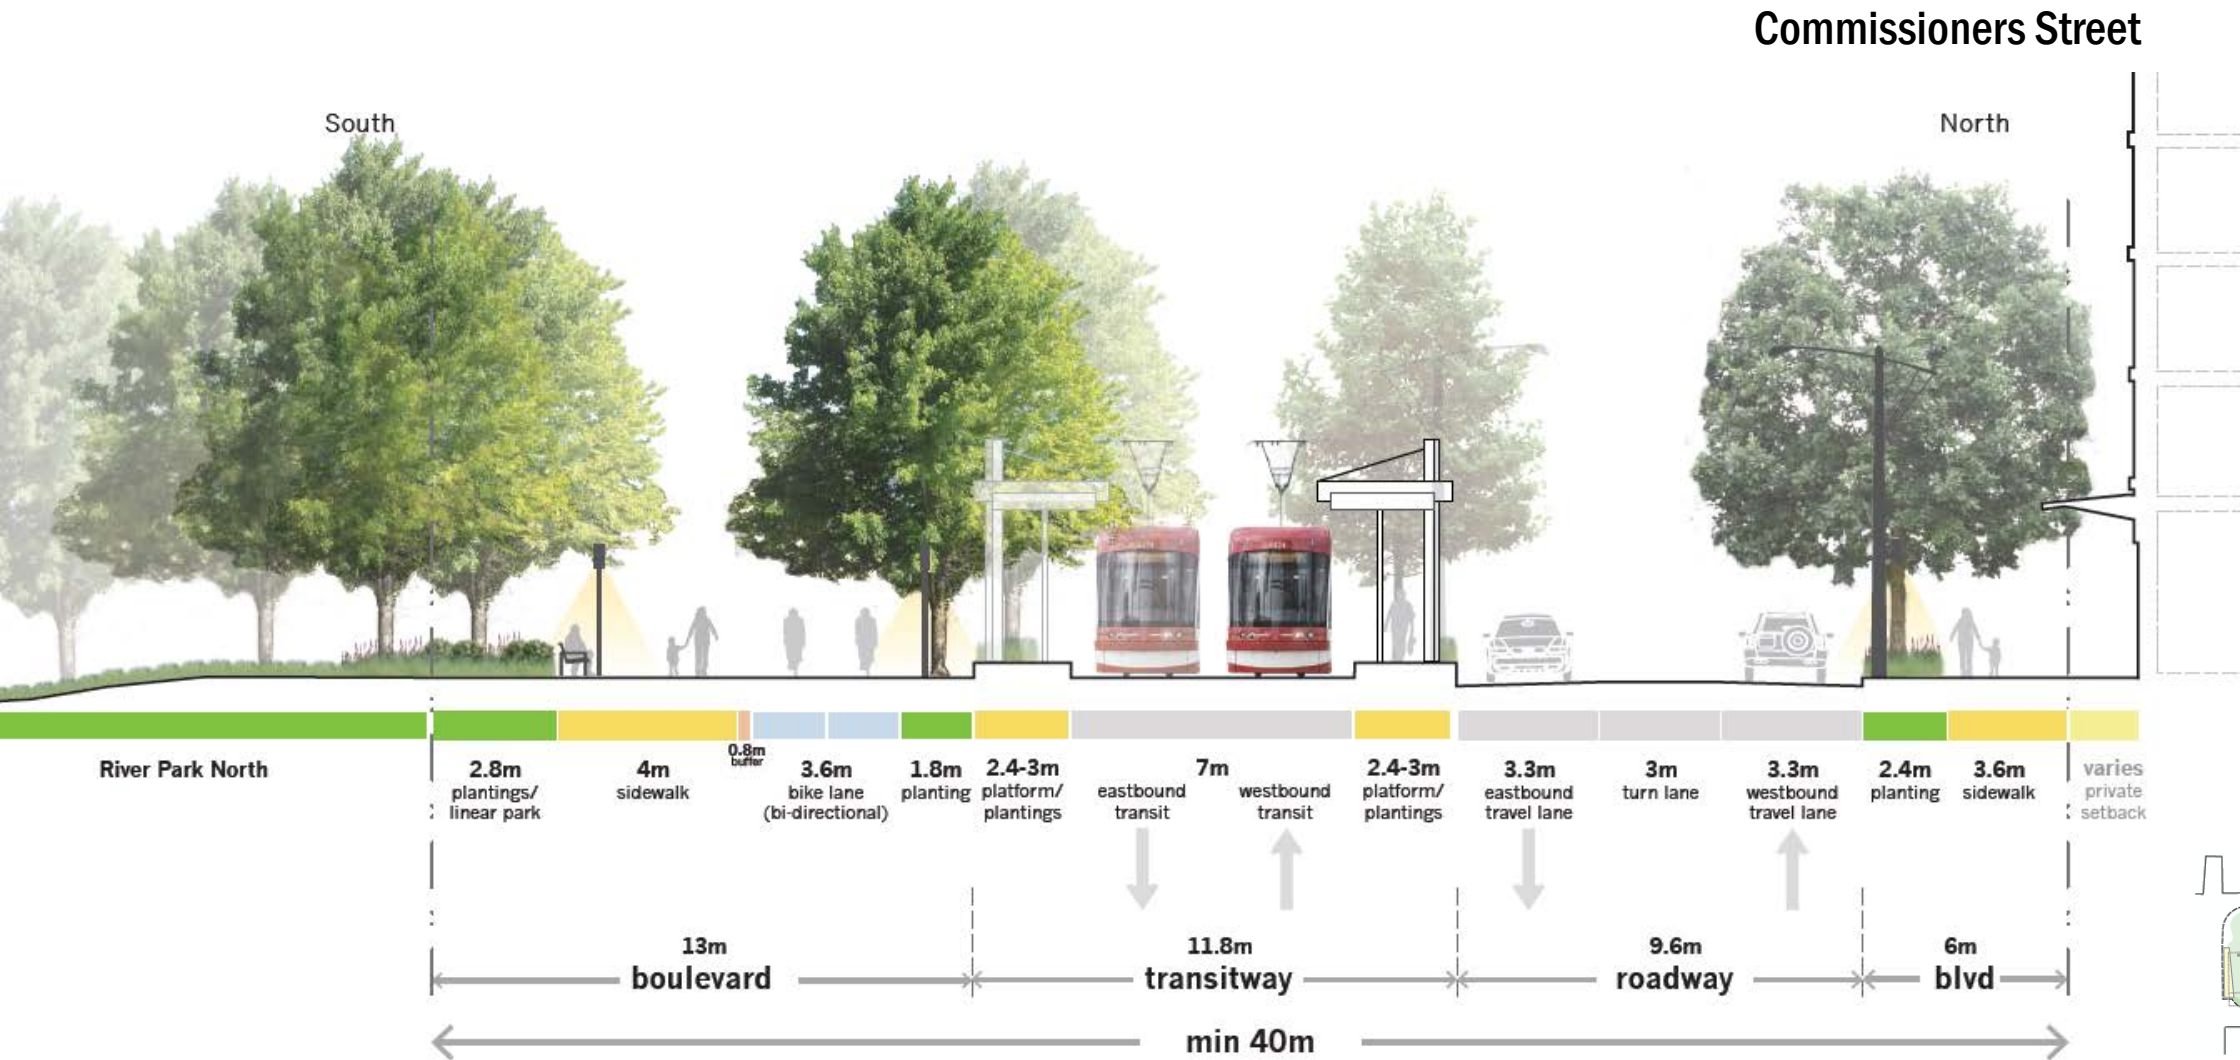 Commissioners Street
South
North
River Park North
2.8m
plantings/
linear park
4m
sidewalk
0.8m
buffer
3.6m
bike lane
(bi-directional)
1.8m
planting
2.4-3m
platform/
plantings
7m
eastbound
transit
westbound
transit
2.4-3m
platform/
plantings
3.3m
eastbound
travel lane
3m
turn lane
3.3m
westbound
travel lane
2.4m
planting
3.6m
sidewalk
varies
private
setback
13m
boulevard
11.8m
transitway
9.6m
roadway
6m
blvd
min 40m